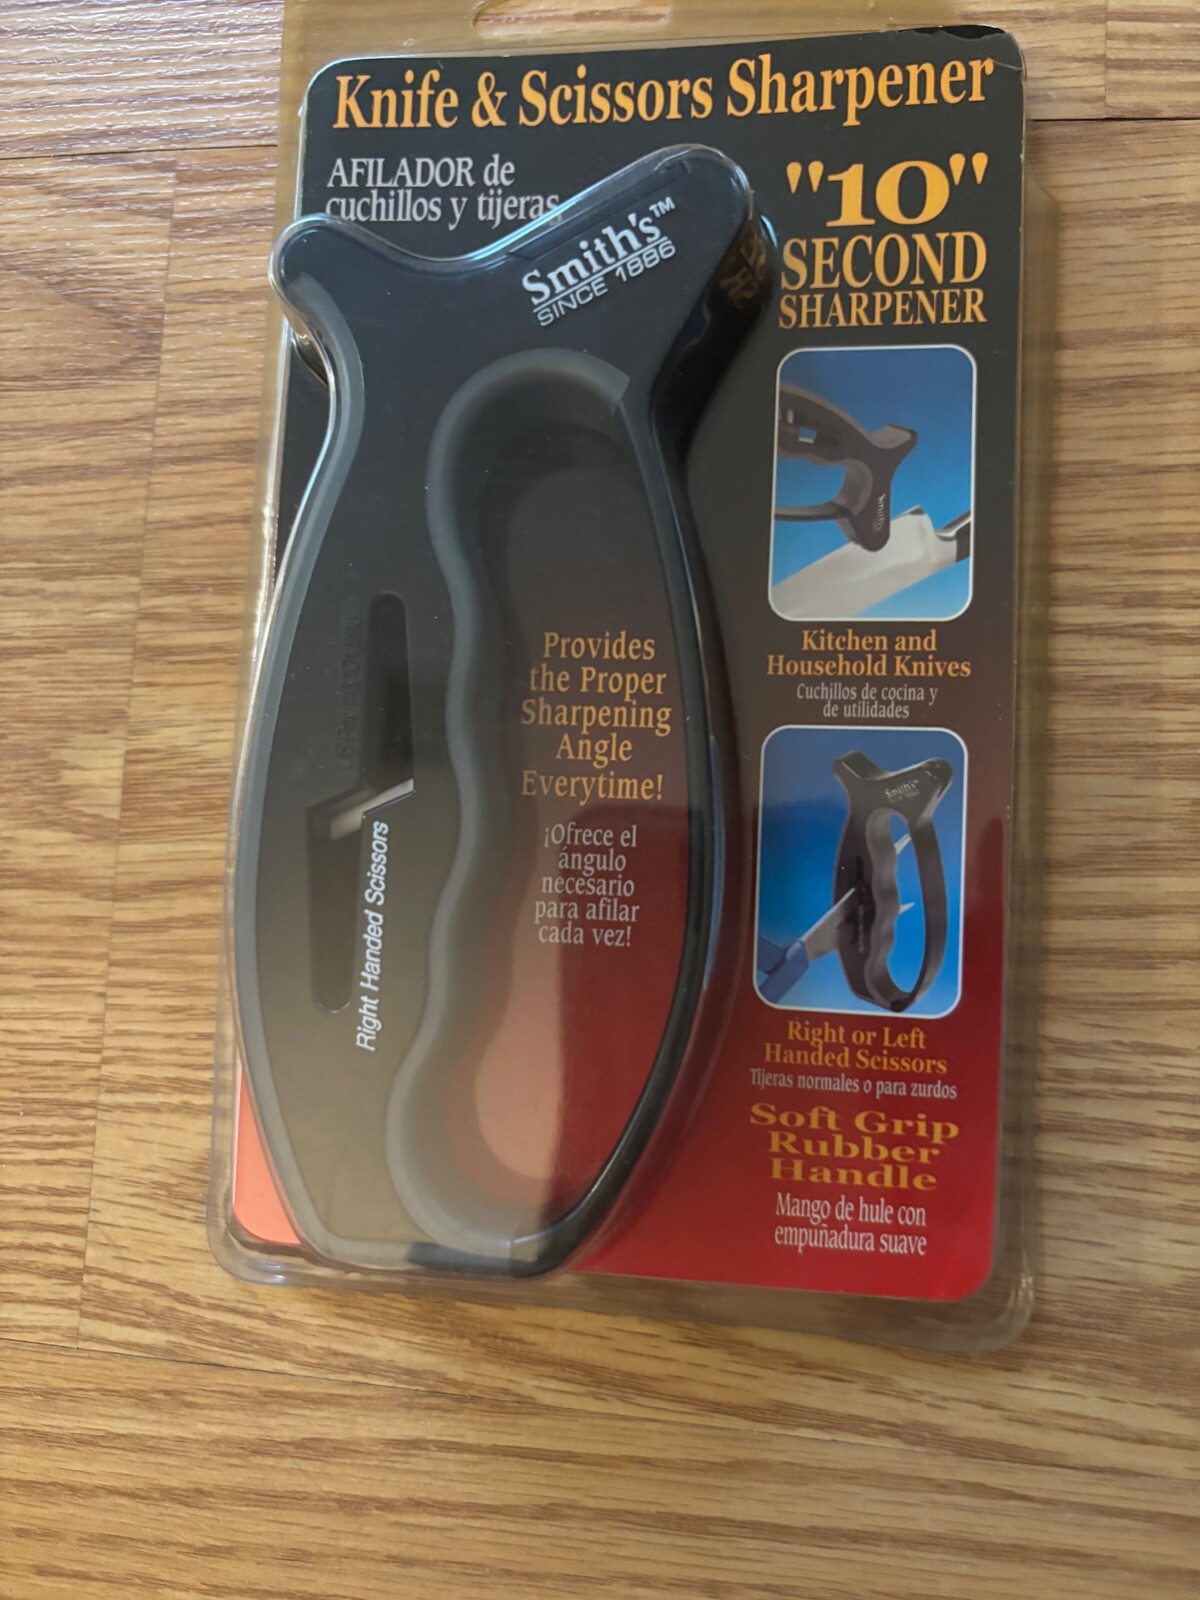 Knife & Scissors Sharpener
AFILADOR de
cuchillos y tijeras
Smith's™
SINCE 1886
"10"
SECOND
SHARPENER
Kitchen and
Household Knives
Cuchillos de cocina y
de utilidades
Provides
the Proper
Sharpening
Angle
Everytime!
¡Ofrece el
ángulo
necesario
para afilar
cada vez!
Right Handed Scissors
Smith's
Right or Left
Handed Scissors
Tijeras normales o para zurdos
Soft Grip
Rubber
Handle
Mango de hule con
empuñadura suave